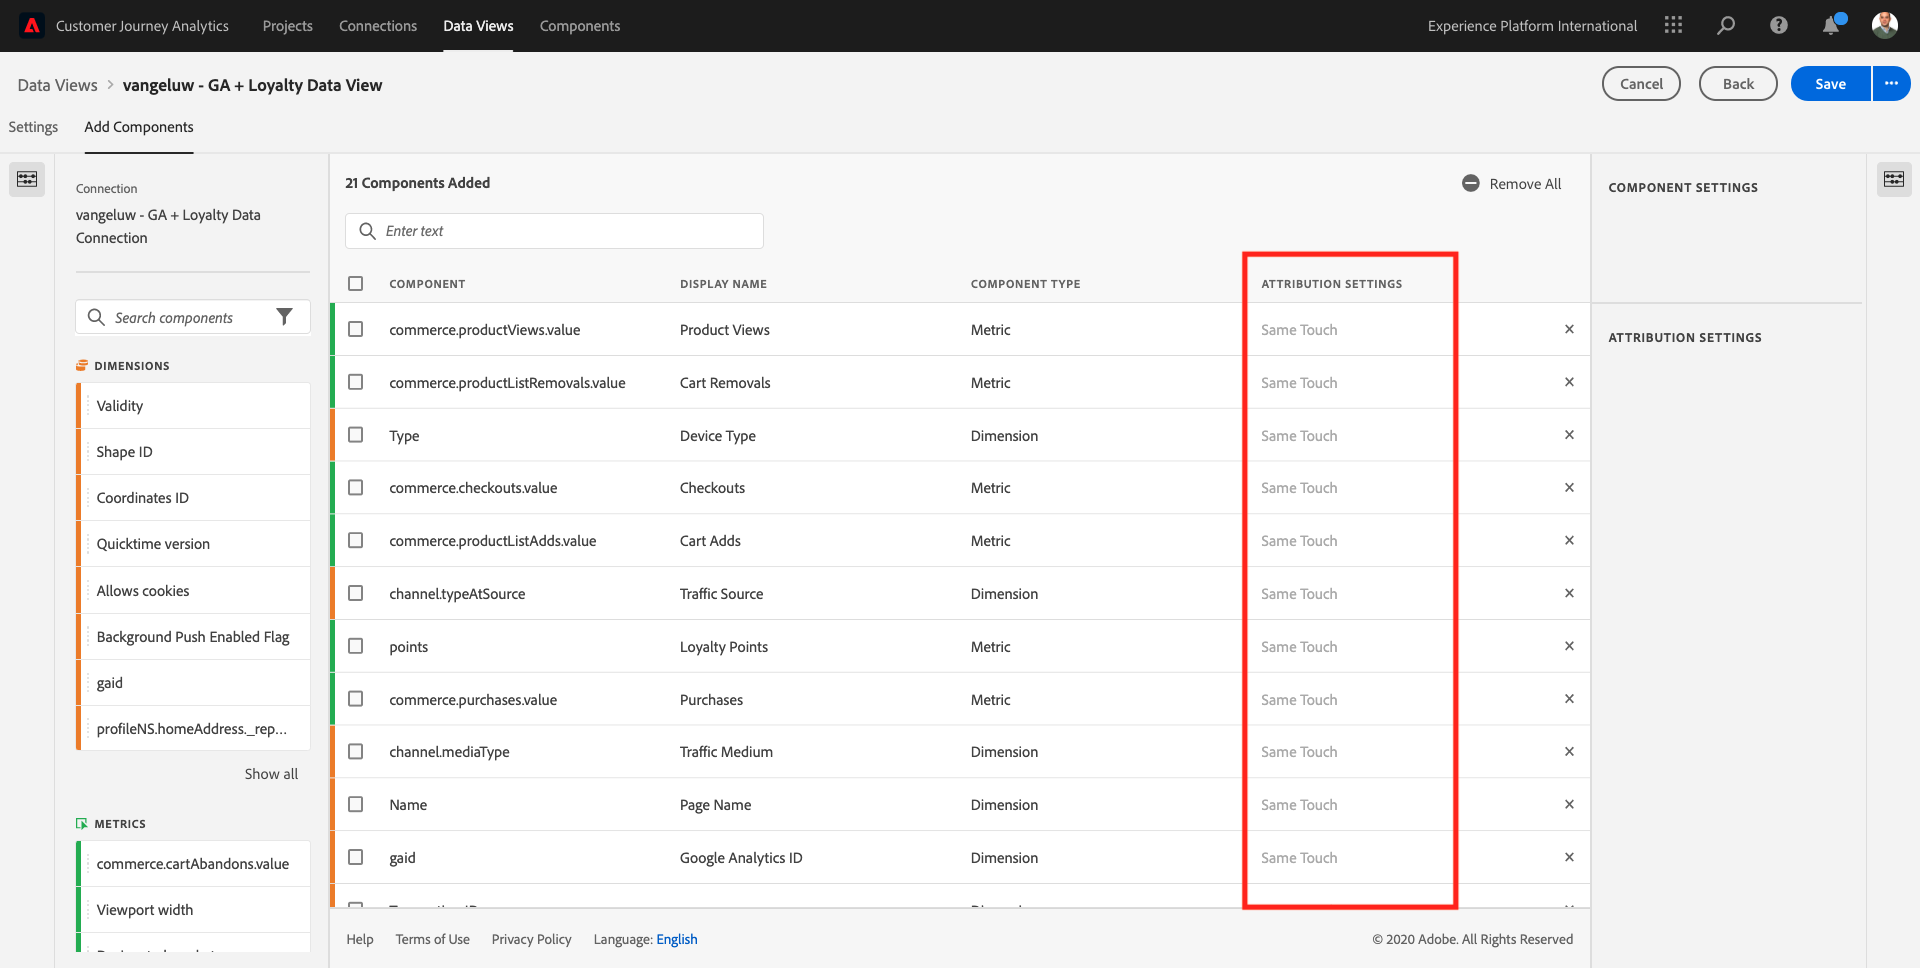 Customer Journey Analytics Projects Connections Data Views Components Experience Platform International
Data Views > vangeluw - GA + Loyalty Data View Cancel Back Save
Settings Add Components
Connection
vangeluw - GA + Loyalty Data
Connection
Search components
DIMENSIONS
Validity
Shape ID
Coordinates ID
Quicktime version
Allows cookies
Background Push Enabled Flag
gaid
profileNS.homeAddress._rep...
Show all
METRICS
commerce.cartAbandons.value
Viewport width
21 Components Added Remove All
Enter text
COMPONENT DISPLAY NAME COMPONENT TYPE ATTRIBUTION SETTINGS
commerce.productViews.value Product Views Metric Same Touch
commerce.productListRemovals.value Cart Removals Metric Same Touch
Type Device Type Dimension Same Touch
commerce.checkouts.value Checkouts Metric Same Touch
commerce.productListAdds.value Cart Adds Metric Same Touch
channel.typeAtSource Traffic Source Dimension Same Touch
points Loyalty Points Metric Same Touch
commerce.purchases.value Purchases Metric Same Touch
channel.mediaType Traffic Medium Dimension Same Touch
Name Page Name Dimension Same Touch
gaid Google Analytics ID Dimension Same Touch
COMPONENT SETTINGS
ATTRIBUTION SETTINGS
Help Terms of Use Privacy Policy Language: English © 2020 Adobe. All Rights Reserved